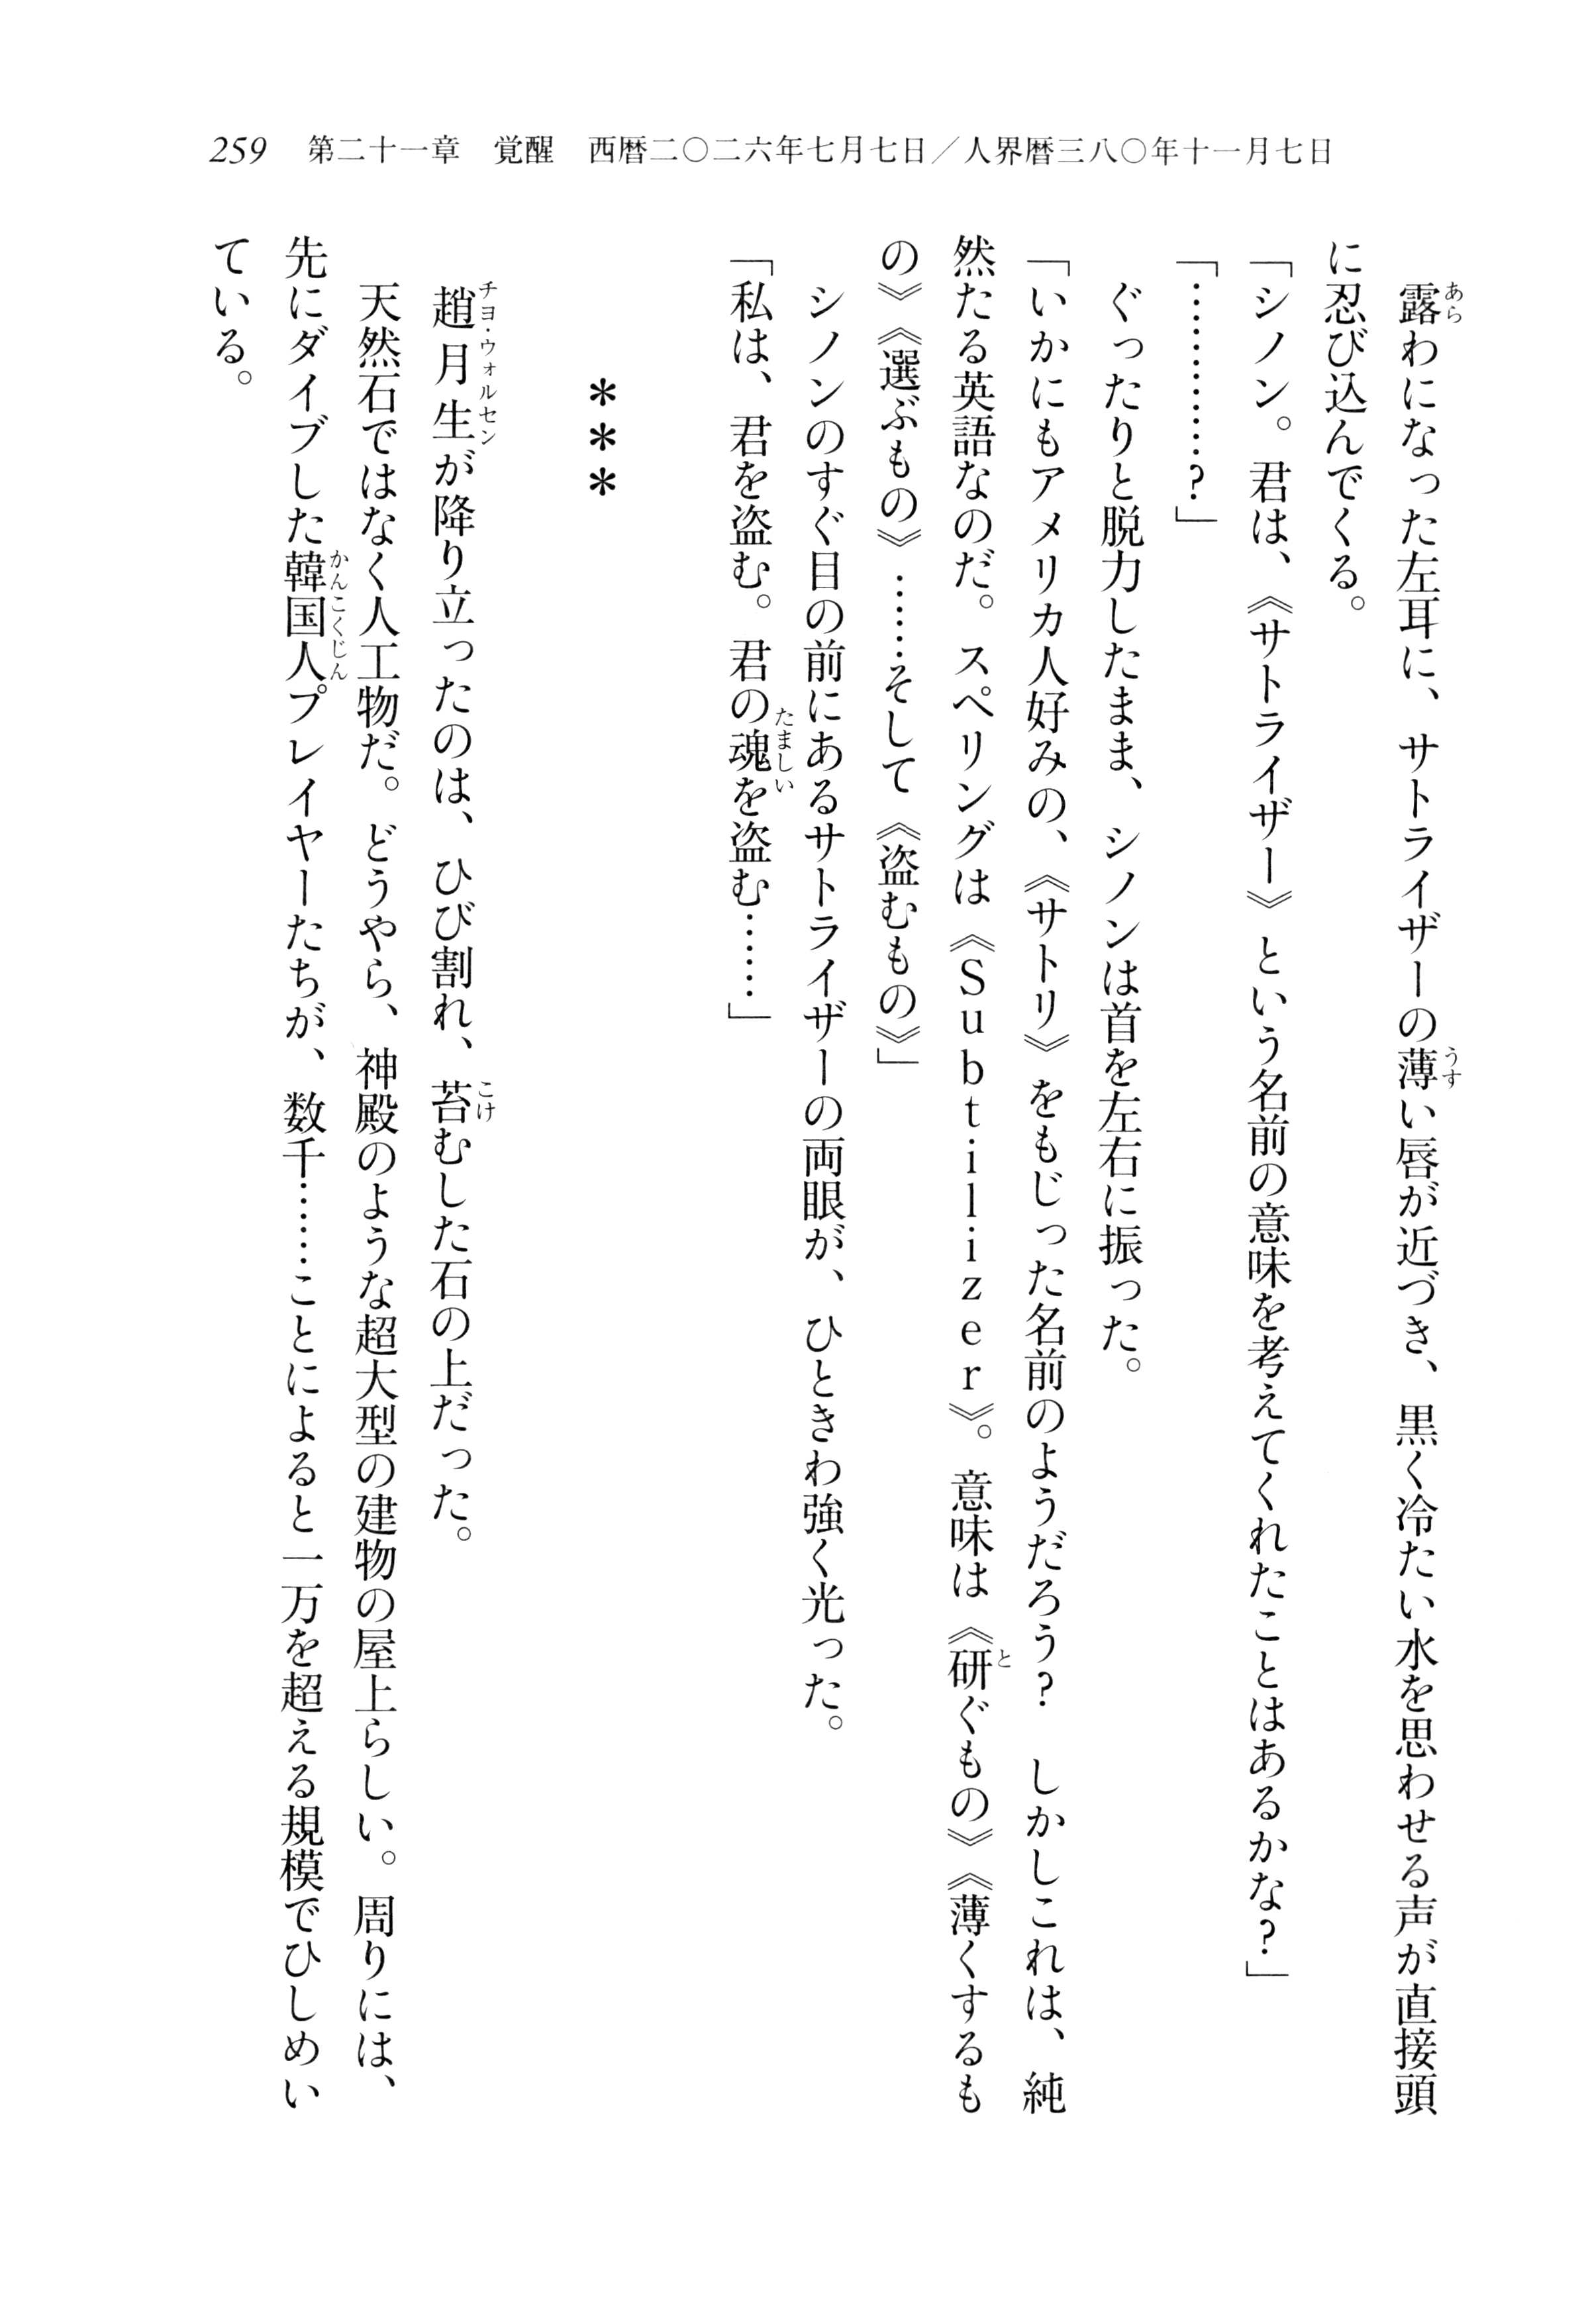 259　第二十一章　覚醒　西暦二〇二六年七月七日／人界暦三八〇年十一月七日
　露わになった左耳に、サトライザーの薄い唇が近づき、黒く冷たい水を思わせる声が直接頭
に忍び込んでくる。
「シノン。君は、《サトライザー》という名前の意味を考えてくれたことはあるかな?」
「…………?」
　ぐったりと脱力したまま、シノンは首を左右に振った。
「いかにもアメリカ人好みの、《サトリ》をもじった名前のようだろう?　しかしこれは、純
然たる英語なのだ。スペリングは《Subtilizer》。意味は《研ぐもの》《薄くするも
の》《選ぶもの》……そして《盗むもの》」
　シノンのすぐ目の前にあるサトライザーの両眼が、ひときわ強く光った。
「私は、君を盗む。君の魂を盗む……」
＊＊＊
　趙月生が降り立ったのは、ひび割れ、苔むした石の上だった。
　天然石ではなく人工物だ。どうやら、神殿のような超大型の建物の屋上らしい。周りには、
先にダイブした韓国人プレイヤーたちが、数千……ことによると一万を超える規模でひしめい
ている。